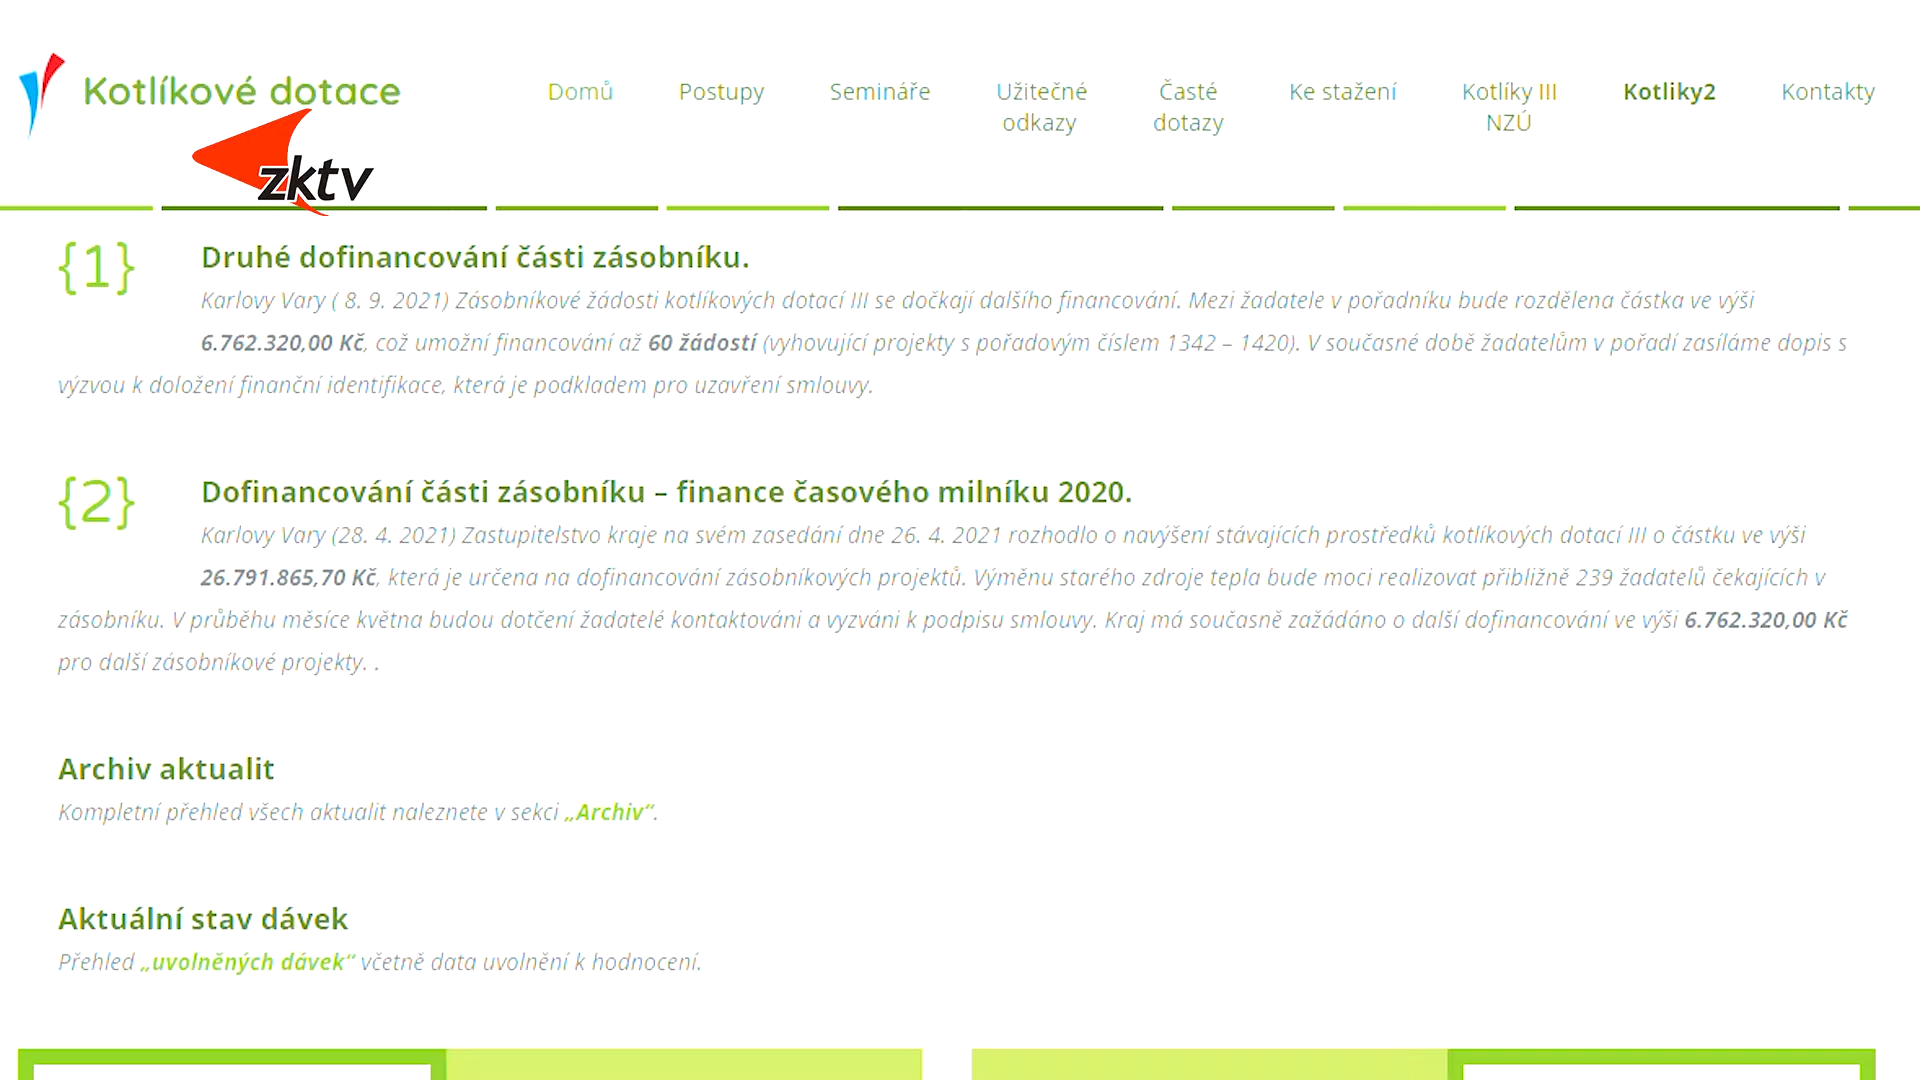 Kotlíkové dotace
Domů
Postupy
Semináře
Užitečné
odkazy
Časté
dotazy
Ke stažení
Kotlíky III
NZÚ
Kotliky2
Kontakty
zktv
{1}
Druhé dofinancování části zásobníku.
Karlovy Vary ( 8. 9. 2021) Zásobníkové žádosti kotlíkových dotací III se dočkají dalšího financování. Mezi žadatele v pořadníku bude rozdělena částka ve výši
6.762.320,00 Kč, což umožní financování až 60 žádostí (vyhovující projekty s pořadovým číslem 1342 – 1420). V současné době žadatelům v pořadí zasíláme dopis s
výzvou k doložení finanční identifikace, která je podkladem pro uzavření smlouvy.
{2}
Dofinancování části zásobníku – finance časového milníku 2020.
Karlovy Vary (28. 4. 2021) Zastupitelstvo kraje na svém zasedání dne 26. 4. 2021 rozhodlo o navýšení stávajících prostředků kotlíkových dotací III o částku ve výši
26.791.865,70 Kč, která je určena na dofinancování zásobníkových projektů. Výměnu starého zdroje tepla bude moci realizovat přibližně 239 žadatelů čekajících v
zásobníku. V průběhu měsíce května budou dotčení žadatelé kontaktováni a vyzváni k podpisu smlouvy. Kraj má současně zažádáno o další dofinancování ve výši 6.762.320,00 Kč
pro další zásobníkové projekty. .
Archiv aktualit
Kompletní přehled všech aktualit naleznete v sekci „Archiv“.
Aktuální stav dávek
Přehled „uvolněných dávek“ včetně data uvolnění k hodnocení.